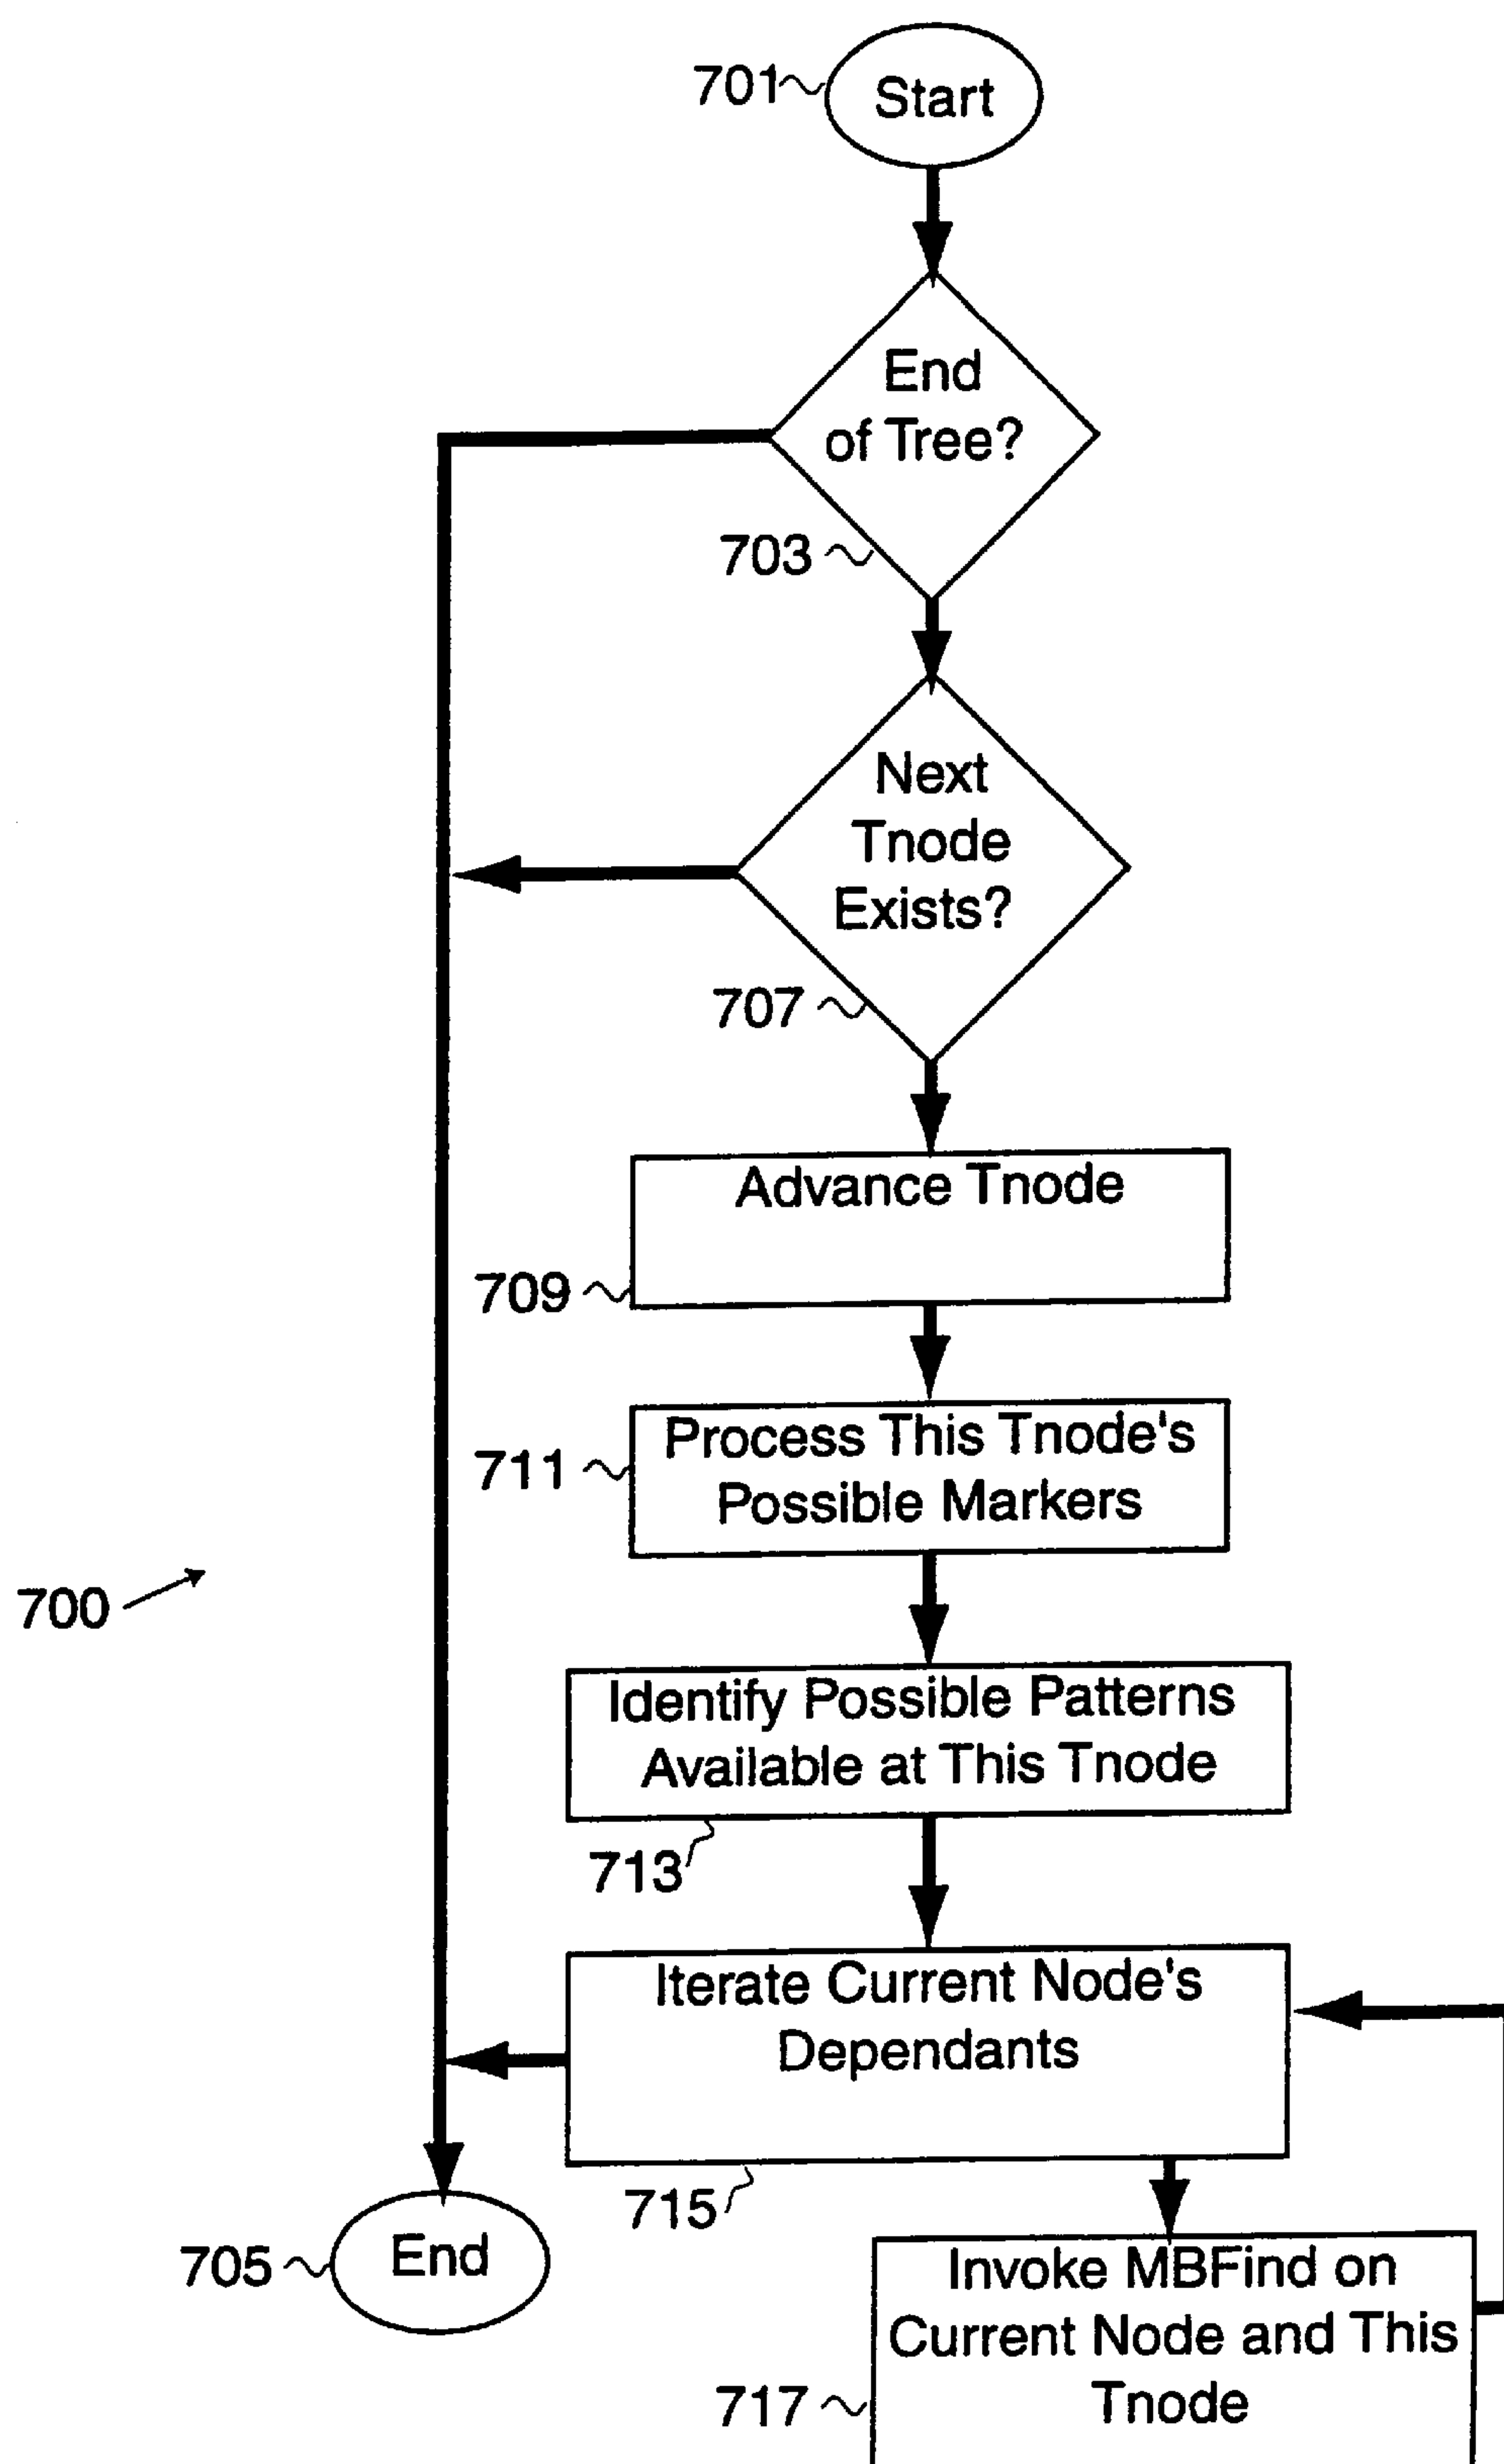 701
Start
End
of Tree?
703
Next
Tnode
Exists?
707
Advance Tnode
709
Process This Tnode's
Possible Markers
711
700
Identify Possible Patterns
Available at This Tnode
713
Iterate Current Node's
Dependants
715
705
End
Invoke MBFind on
Current Node and This
Tnode
717